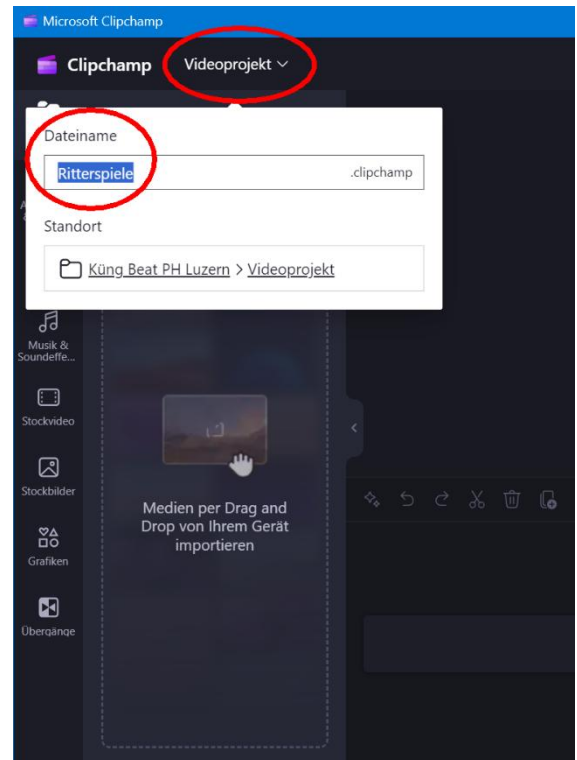 Microsoft Clipchamp
Clipchamp
Videoprojekt
Dateiname
Ritterspiele
.clipchamp
Standort
Küng Beat PH Luzern > Videoprojekt
Musik &
Soundeffe...
Stockvideo
Stockbilder
Grafiken
Übergänge
Medien per Drag and
Drop von Ihrem Gerät
importieren